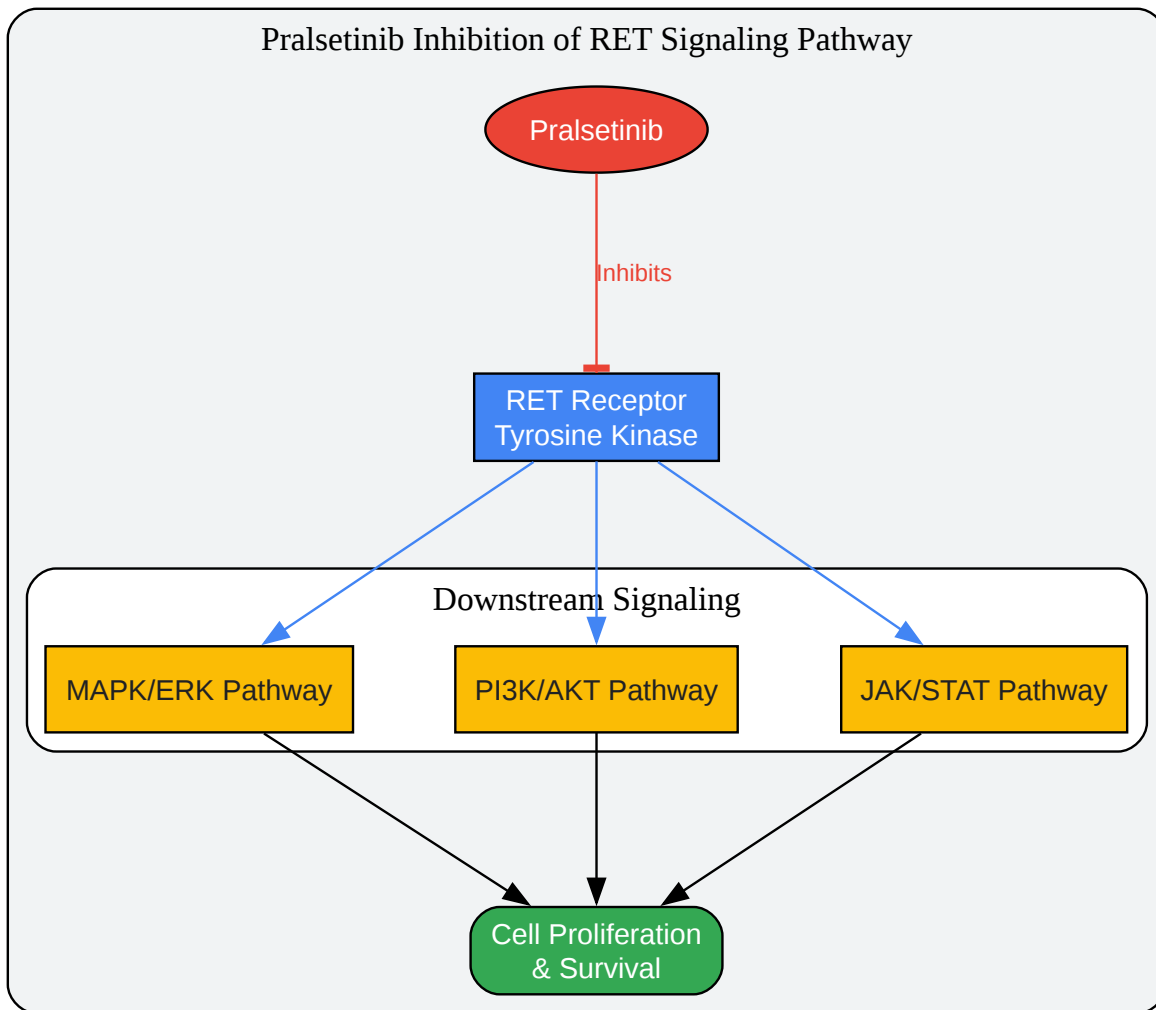 Pralsetinib Inhibition of RET Signaling Pathway
Pralsetinib
Inhibits
RET Receptor
Tyrosine Kinase
Downstream Signaling
MAPK/ERK Pathway
PI3K/AKT Pathway
JAK/STAT Pathway
Cell Proliferation
& Survival